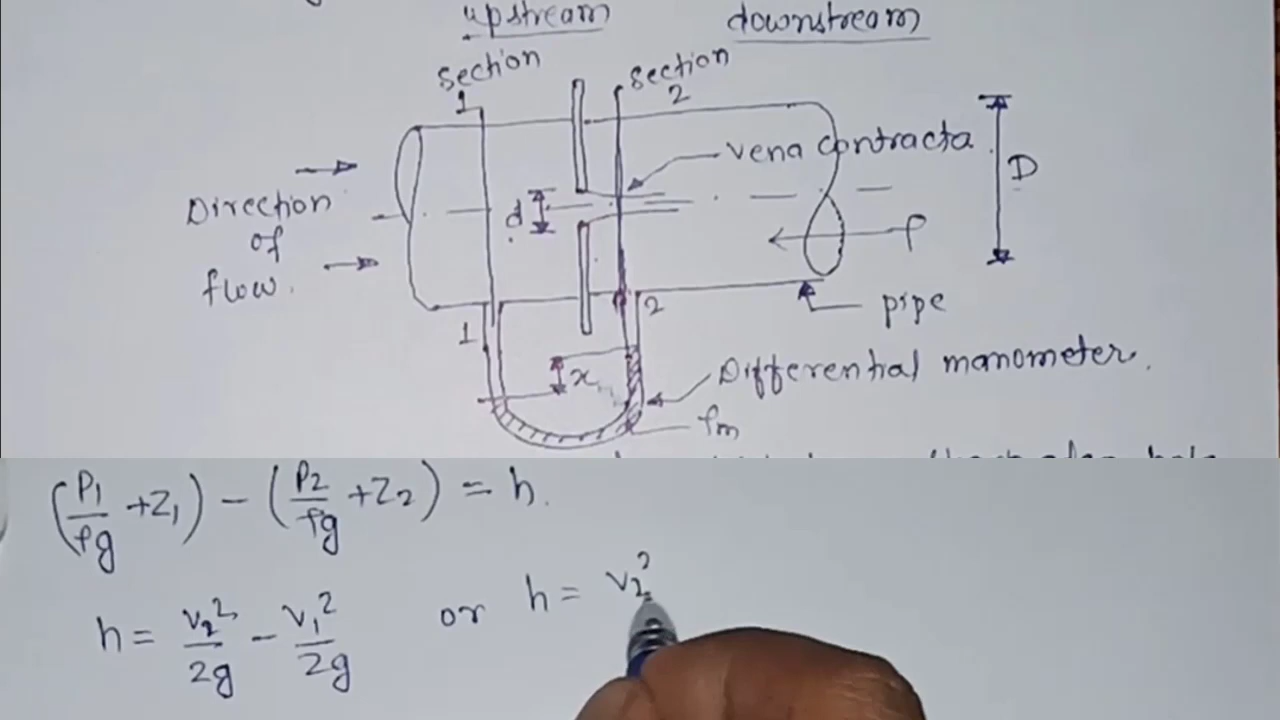 upstream
downstream
section
1
section
2
vena contracta
D
Direction
of
flow.
d
ρ
1
2
pipe
x
Differential manometer.
ρm
(P1/ρg + Z1) - (P2/ρg + Z2) = h.
h = v2²/2g - v1²/2g or h = v2²